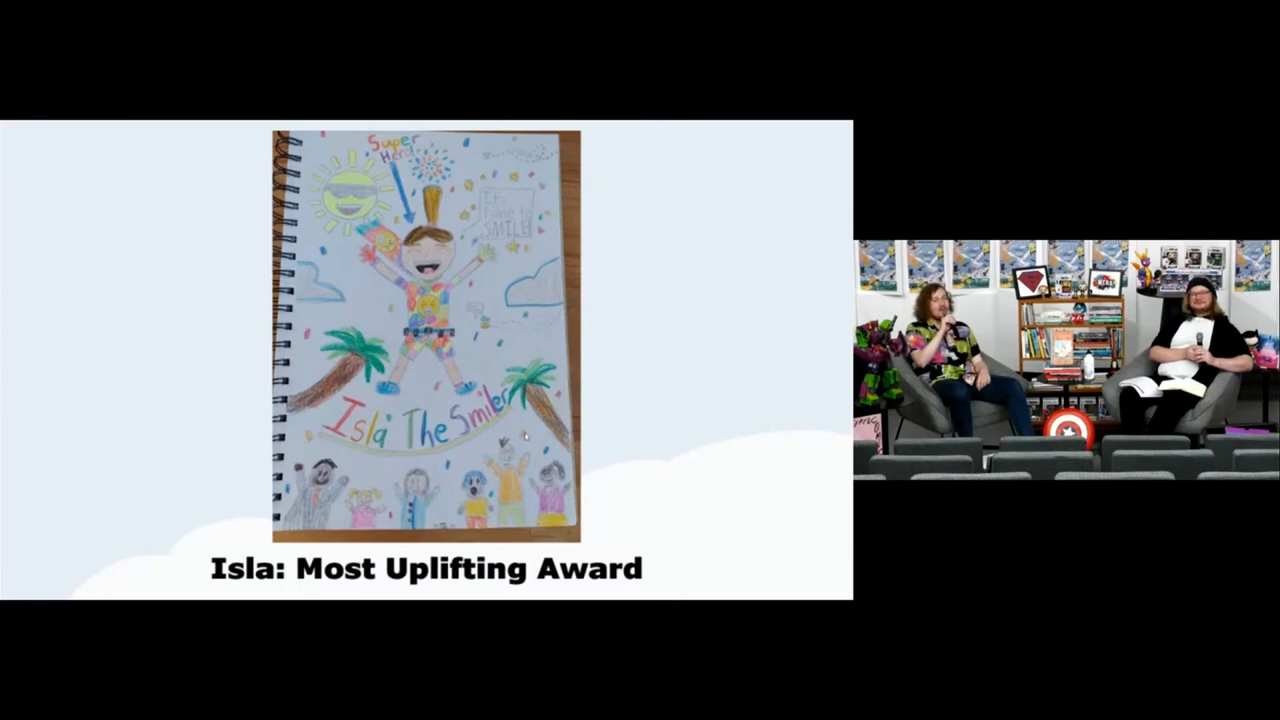 Super
Hero
It's
time to
SMILE
Isla The Smiler
Isla: Most Uplifting Award